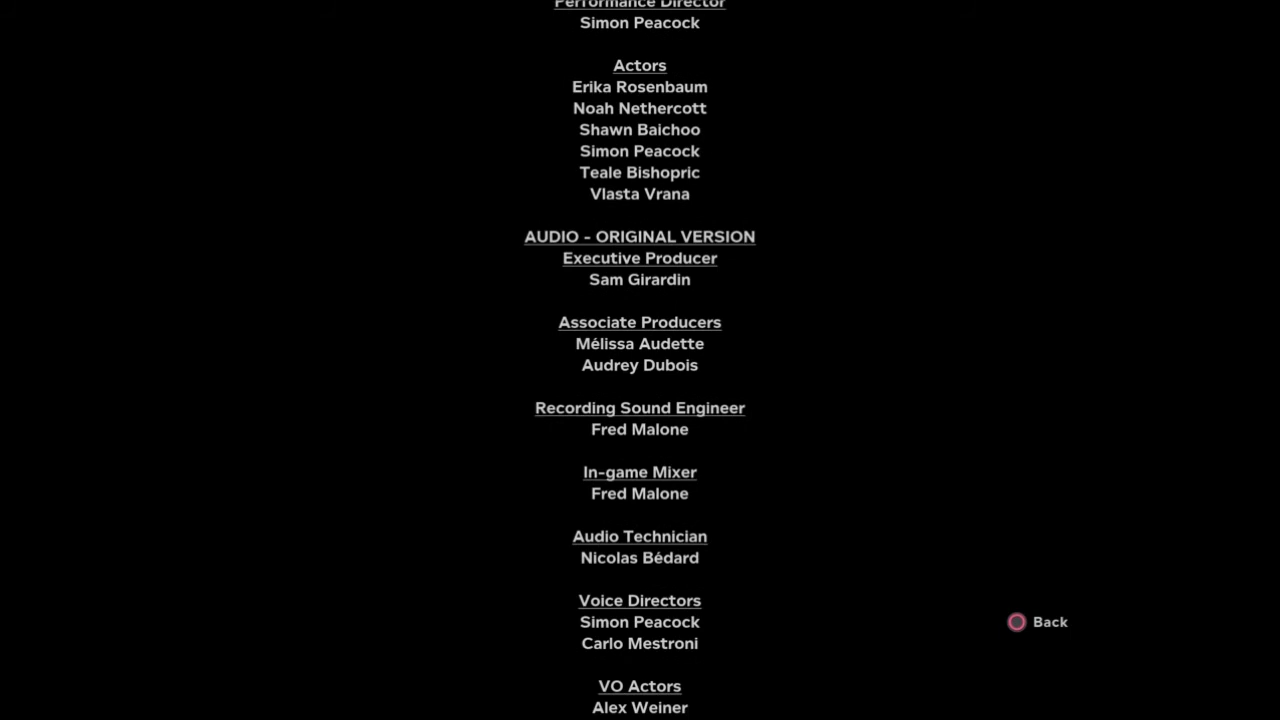 Performance Director
Simon Peacock
Actors
Erika Rosenbaum
Noah Nethercott
Shawn Baichoo
Simon Peacock
Teale Bishopric
Vlasta Vrana
AUDIO - ORIGINAL VERSION
Executive Producer
Sam Girardin
Associate Producers
Mélissa Audette
Audrey Dubois
Recording Sound Engineer
Fred Malone
In-game Mixer
Fred Malone
Audio Technician
Nicolas Bédard
Voice Directors
Simon Peacock
Carlo Mestroni
Back
VO Actors
Alex Weiner